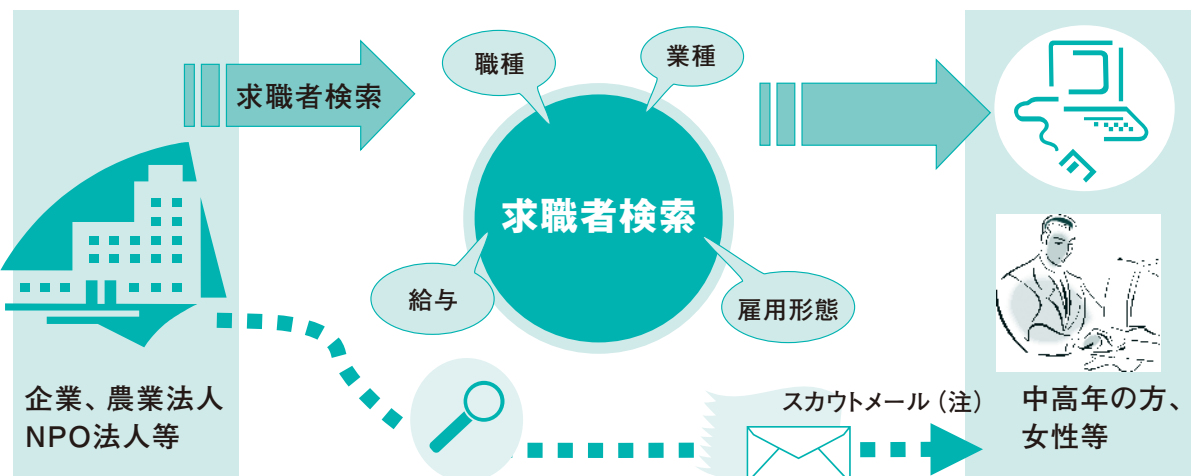 求職者検索
職種
業種
求職者検索
給与
雇用形態
企業、農業法人
NPO法人等
スカウトメール（注）
中高年の方、
女性等